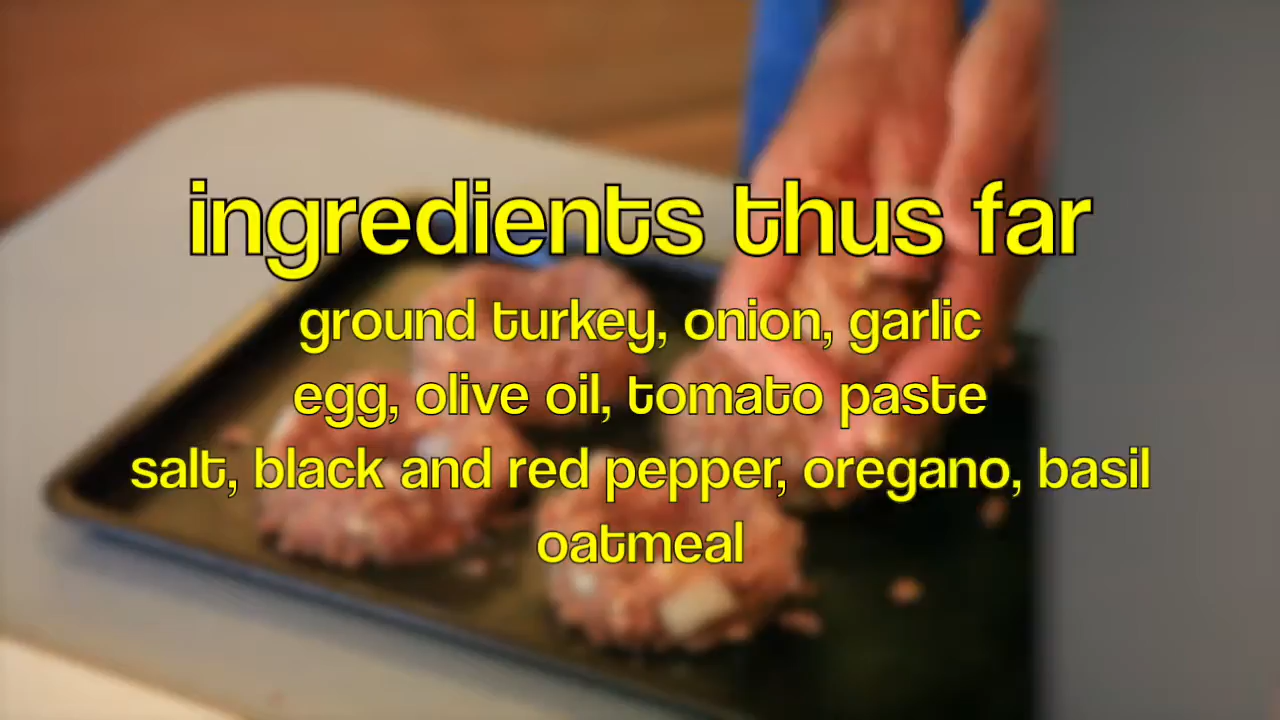 ingredients thus far
ground turkey, onion, garlic
egg, olive oil, tomato paste
salt, black and red pepper, oregano, basil
oatmeal